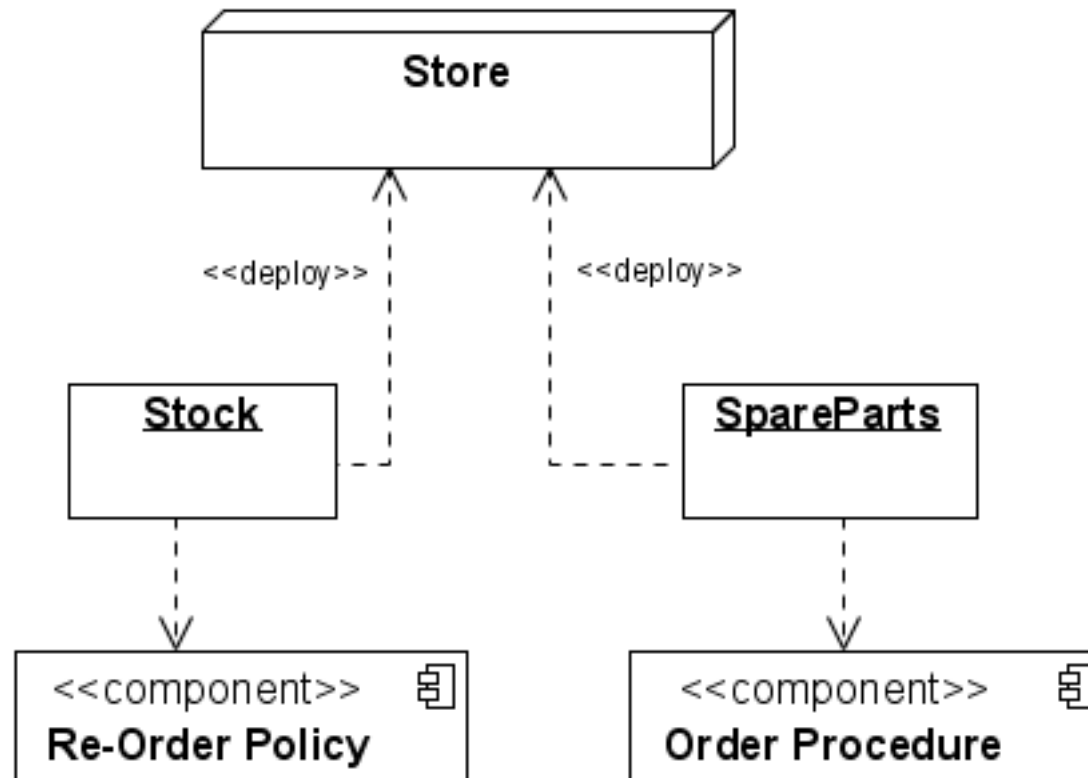 Store
<<deploy>>
<<deploy>>
Stock
SpareParts
<<component>>
Re-Order Policy
<<component>>
Order Procedure